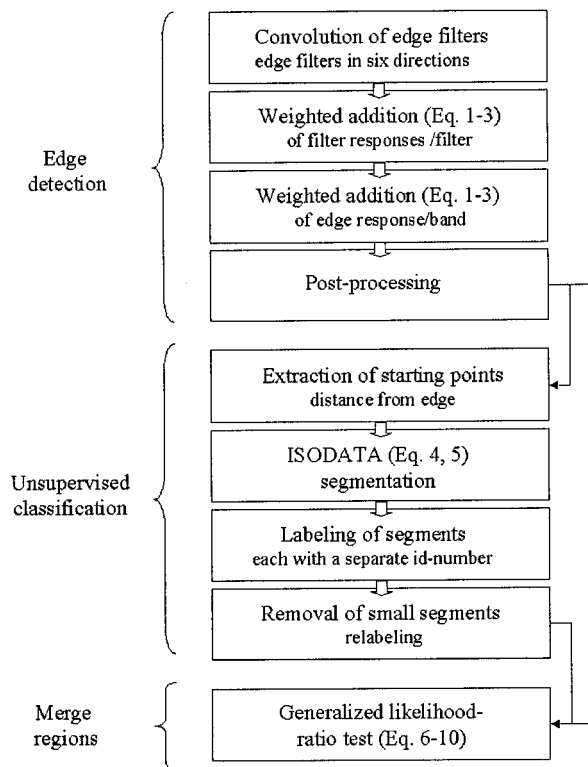 Convolution of edge filters
edge filters in six directions
Weighted addition (Eq. 1-3)
of filter responses /filter
Edge
detection
Weighted addition (Eq. 1-3)
of edge response/band
Post-processing
Extraction of starting points
distance from edge
ISODATA (Eq. 4, 5)
segmentation
Unsupervised
classification
Labeling of segments
each with a separate id-number
Removal of small segments
relabeling
Merge
regions
Generalized likelihood-
ratio test (Eq. 6-10)